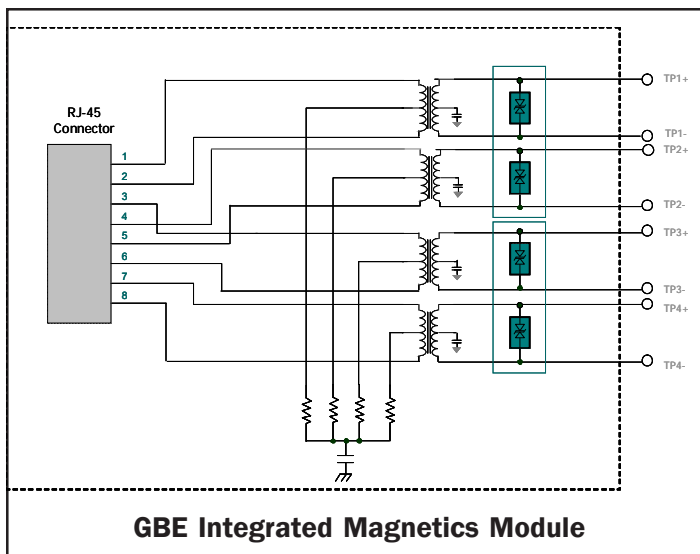 RJ-45
Connector
1
2
3
4
5
6
7
8
TP1+
TP1-
TP2+
TP2-
TP3+
TP3-
TP4+
TP4-
GBE Integrated Magnetics Module